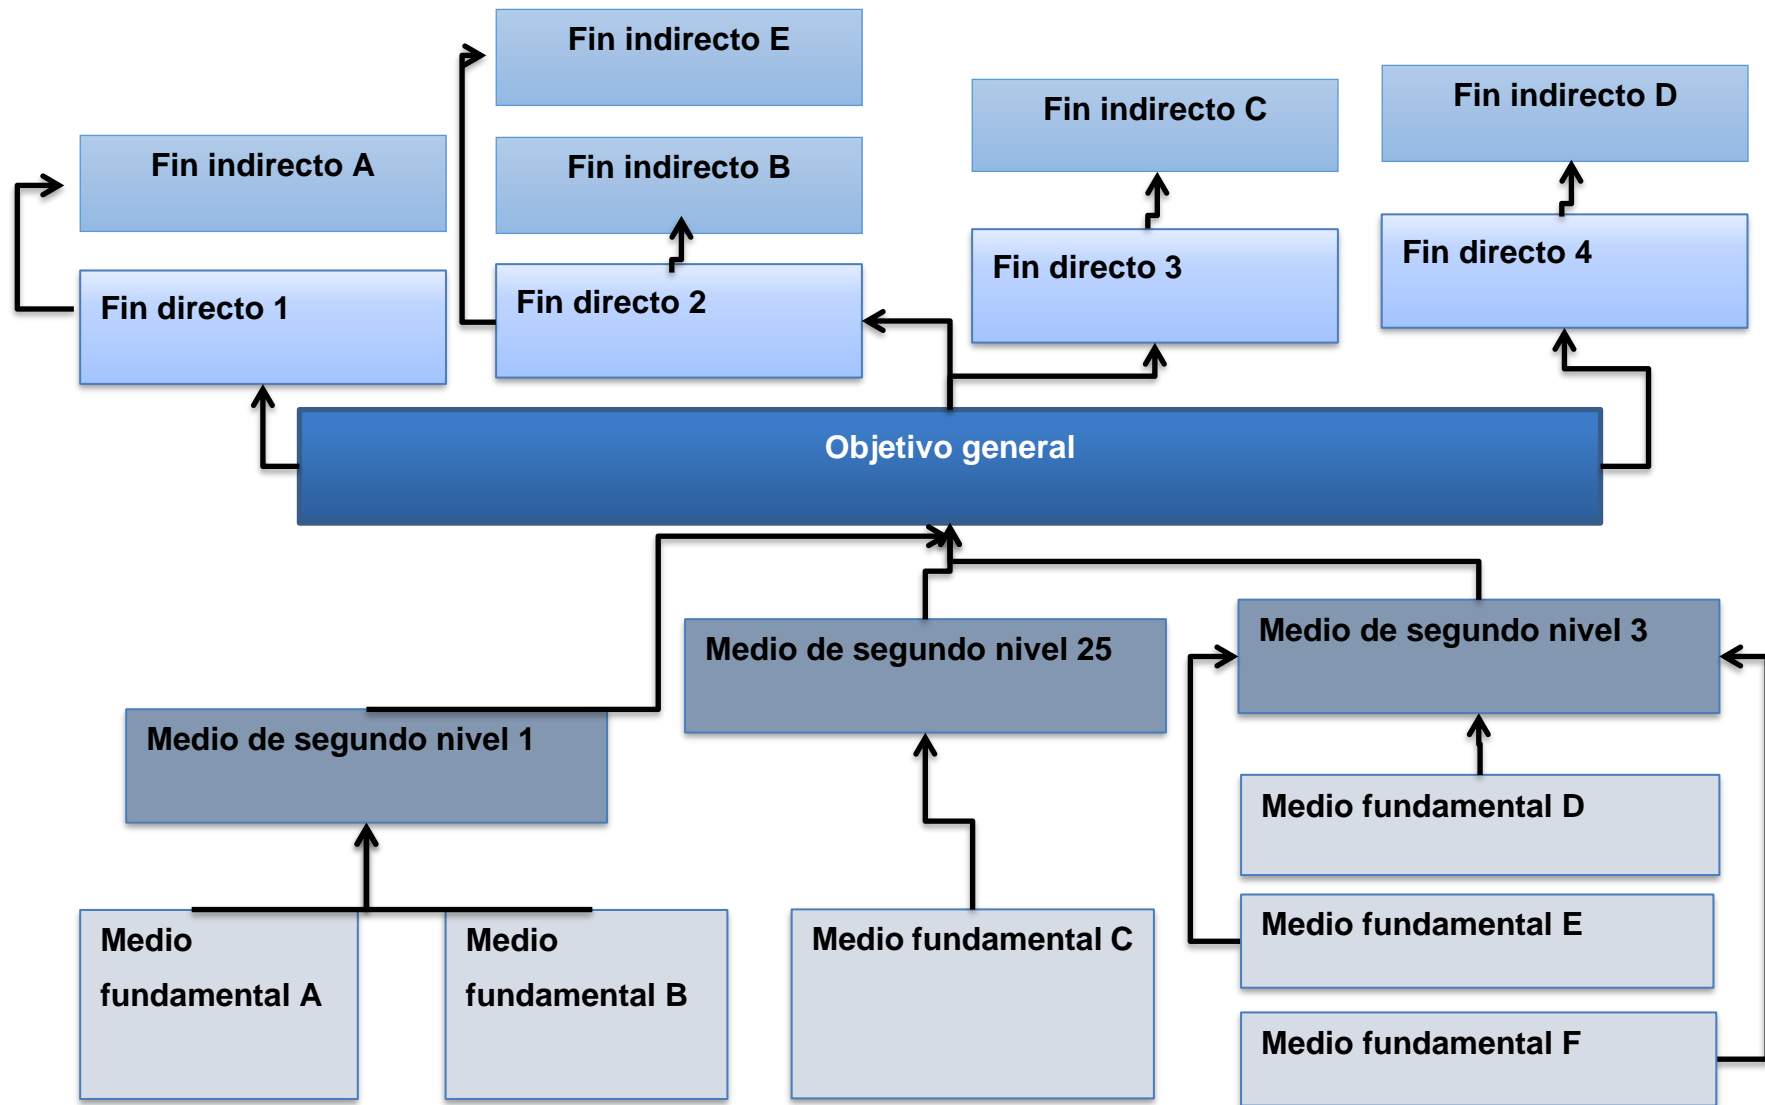 Fin indirecto E
Fin indirecto D
Fin indirecto C
Fin indirecto A
Fin indirecto B
Fin directo 4
Fin directo 3
Fin directo 1
Fin directo 2
Objetivo general
Medio de segundo nivel 3
Medio de segundo nivel 25
Medio de segundo nivel 1
Medio fundamental D
Medio fundamental E
Medio
fundamental A
Medio
fundamental B
Medio fundamental C
Medio fundamental F